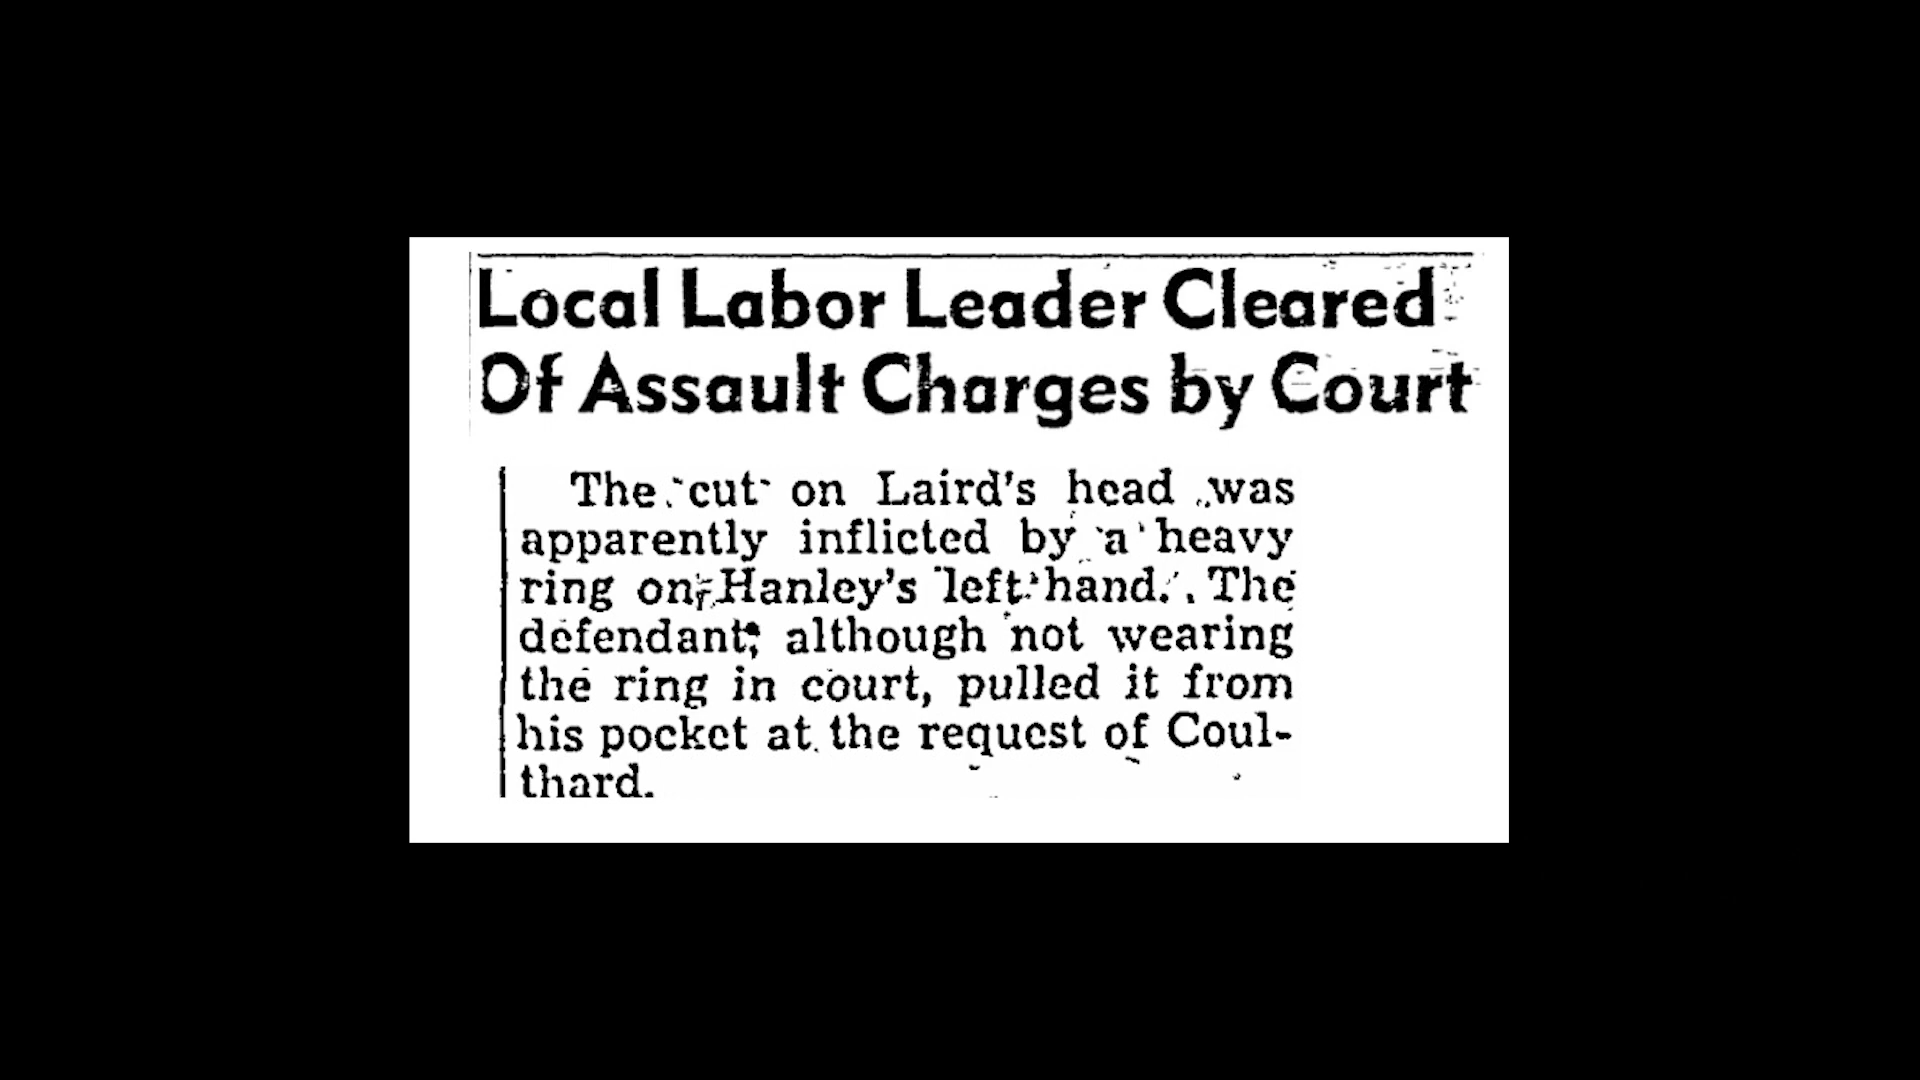 Local Labor Leader Cleared
Of Assault Charges by Court
The cut on Laird's head was
apparently inflicted by a heavy
ring on Hanley's left hand. The
defendant, although not wearing
the ring in court, pulled it from
his pocket at the request of Coul-
thard.